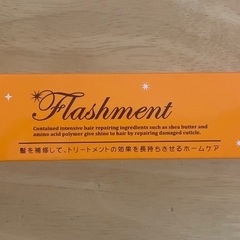 Flashment
Contained intensive hair repairing ingredients such as shea butter and
amino acid polymer give shine to hair by repairing damaged cuticle.
髪を補修して、トリートメントの効果を長持ちさせるホームケア